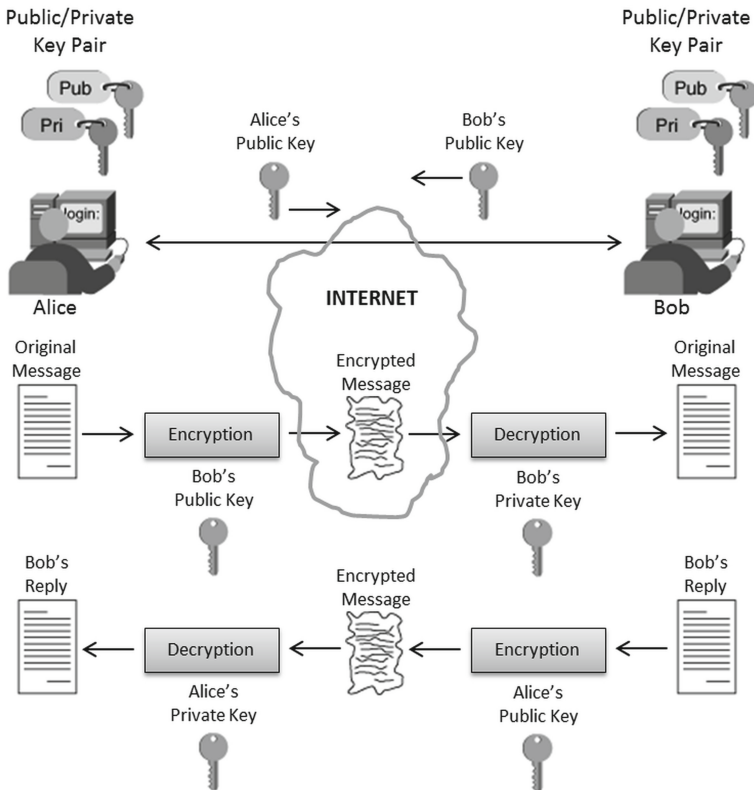 Public/Private
Key Pair
Public/Private
Key Pair
Pub
Pri
Pub
Pri
Alice's
Public Key
Bob's
Public Key
login:
login:
Alice
INTERNET
Bob
Original
Message
Encrypted
Message
Original
Message
Encryption
Decryption
Bob's
Public Key
Bob's
Private Key
Bob's
Reply
Encrypted
Message
Bob's
Reply
Decryption
Encryption
Alice's
Private Key
Alice's
Public Key